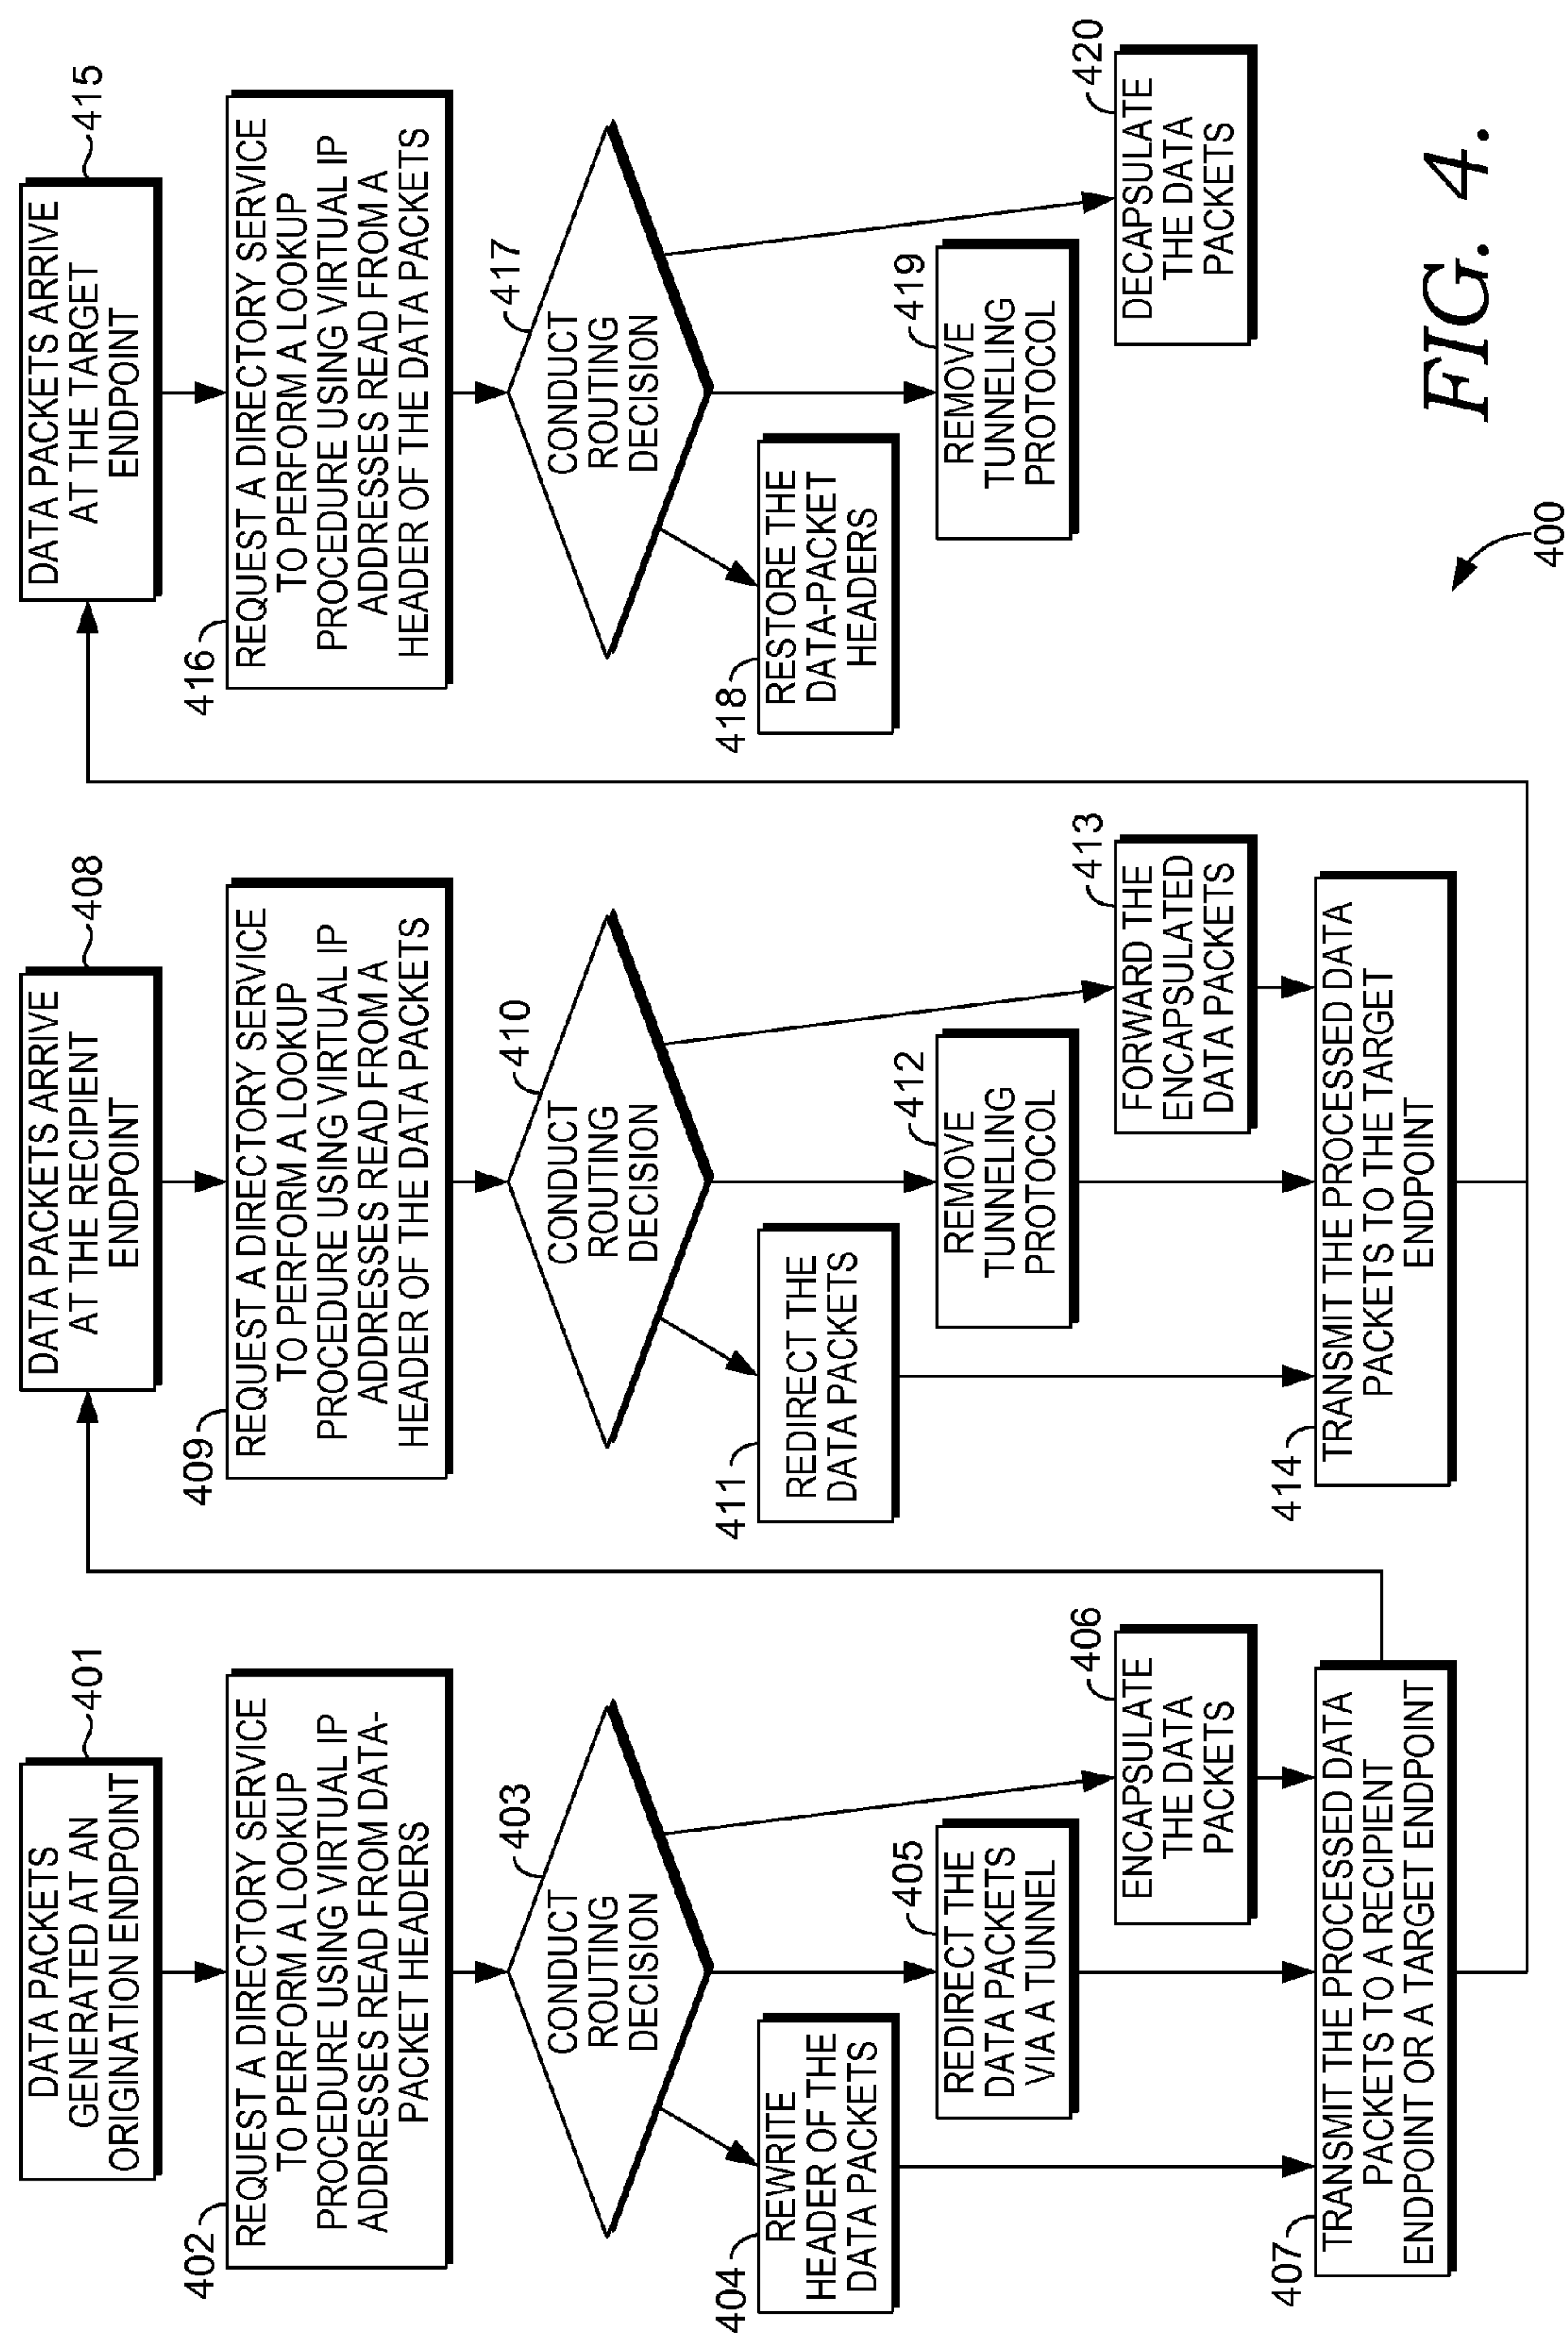 DATA PACKETS
GENERATED AT AN
ORIGINATION ENDPOINT
401
402
REQUEST A DIRECTORY SERVICE
TO PERFORM A LOOKUP
PROCEDURE USING VIRTUAL IP
ADDRESSES READ FROM DATA-
PACKET HEADERS
403
CONDUCT
ROUTING
DECISION
404
REWRITE
HEADER OF THE
DATA PACKETS
405
REDIRECT THE
DATA PACKETS
VIA A TUNNEL
406
ENCAPSULATE
THE DATA
PACKETS
407
TRANSMIT THE PROCESSED DATA
PACKETS TO A RECIPIENT
ENDPOINT OR A TARGET ENDPOINT
DATA PACKETS ARRIVE
AT THE RECIPIENT
ENDPOINT
408
409
REQUEST A DIRECTORY SERVICE
TO PERFORM A LOOKUP
PROCEDURE USING VIRTUAL IP
ADDRESSES READ FROM A
HEADER OF THE DATA PACKETS
410
CONDUCT
ROUTING
DECISION
411
REDIRECT THE
DATA PACKETS
412
REMOVE
TUNNELING
PROTOCOL
413
FORWARD THE
ENCAPSULATED
DATA PACKETS
414
TRANSMIT THE PROCESSED DATA
PACKETS TO THE TARGET
ENDPOINT
DATA PACKETS ARRIVE
AT THE TARGET
ENDPOINT
415
416
REQUEST A DIRECTORY SERVICE
TO PERFORM A LOOKUP
PROCEDURE USING VIRTUAL IP
ADDRESSES READ FROM A
HEADER OF THE DATA PACKETS
417
CONDUCT
ROUTING
DECISION
418
RESTORE THE
DATA-PACKET
HEADERS
419
REMOVE
TUNNELING
PROTOCOL
420
DECAPSULATE
THE DATA
PACKETS
400
FIG. 4.